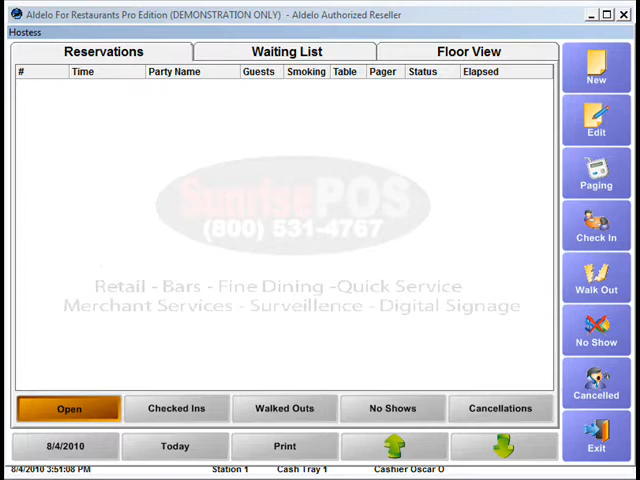 Aldelo For Restaurants Pro Edition (DEMONSTRATION ONLY) - Aldelo Authorized Reseller
Hostess
Reservations Waiting List Floor View
# Time Party Name Guests Smoking Table Pager Status Elapsed
New
Edit
Paging
Check In
Walk Out
No Show
Cancelled
Exit
SunrisePOS
(800) 531-4767
Retail - Bars - Fine Dining -Quick Service
Merchant Services - Surveillence - Digital Signage
Open Checked Ins Walked Outs No Shows Cancellations
8/4/2010 Today Print
8/4/2010 3:51:08 PM Station 1 Cash Tray 1 Cashier Oscar O